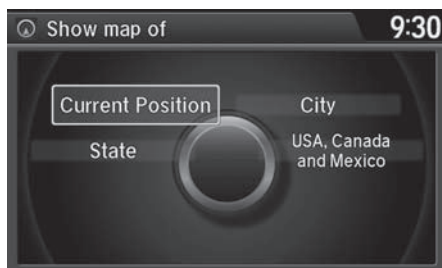 Show map of
9:30
Current Position
City
State
USA, Canada
and Mexico